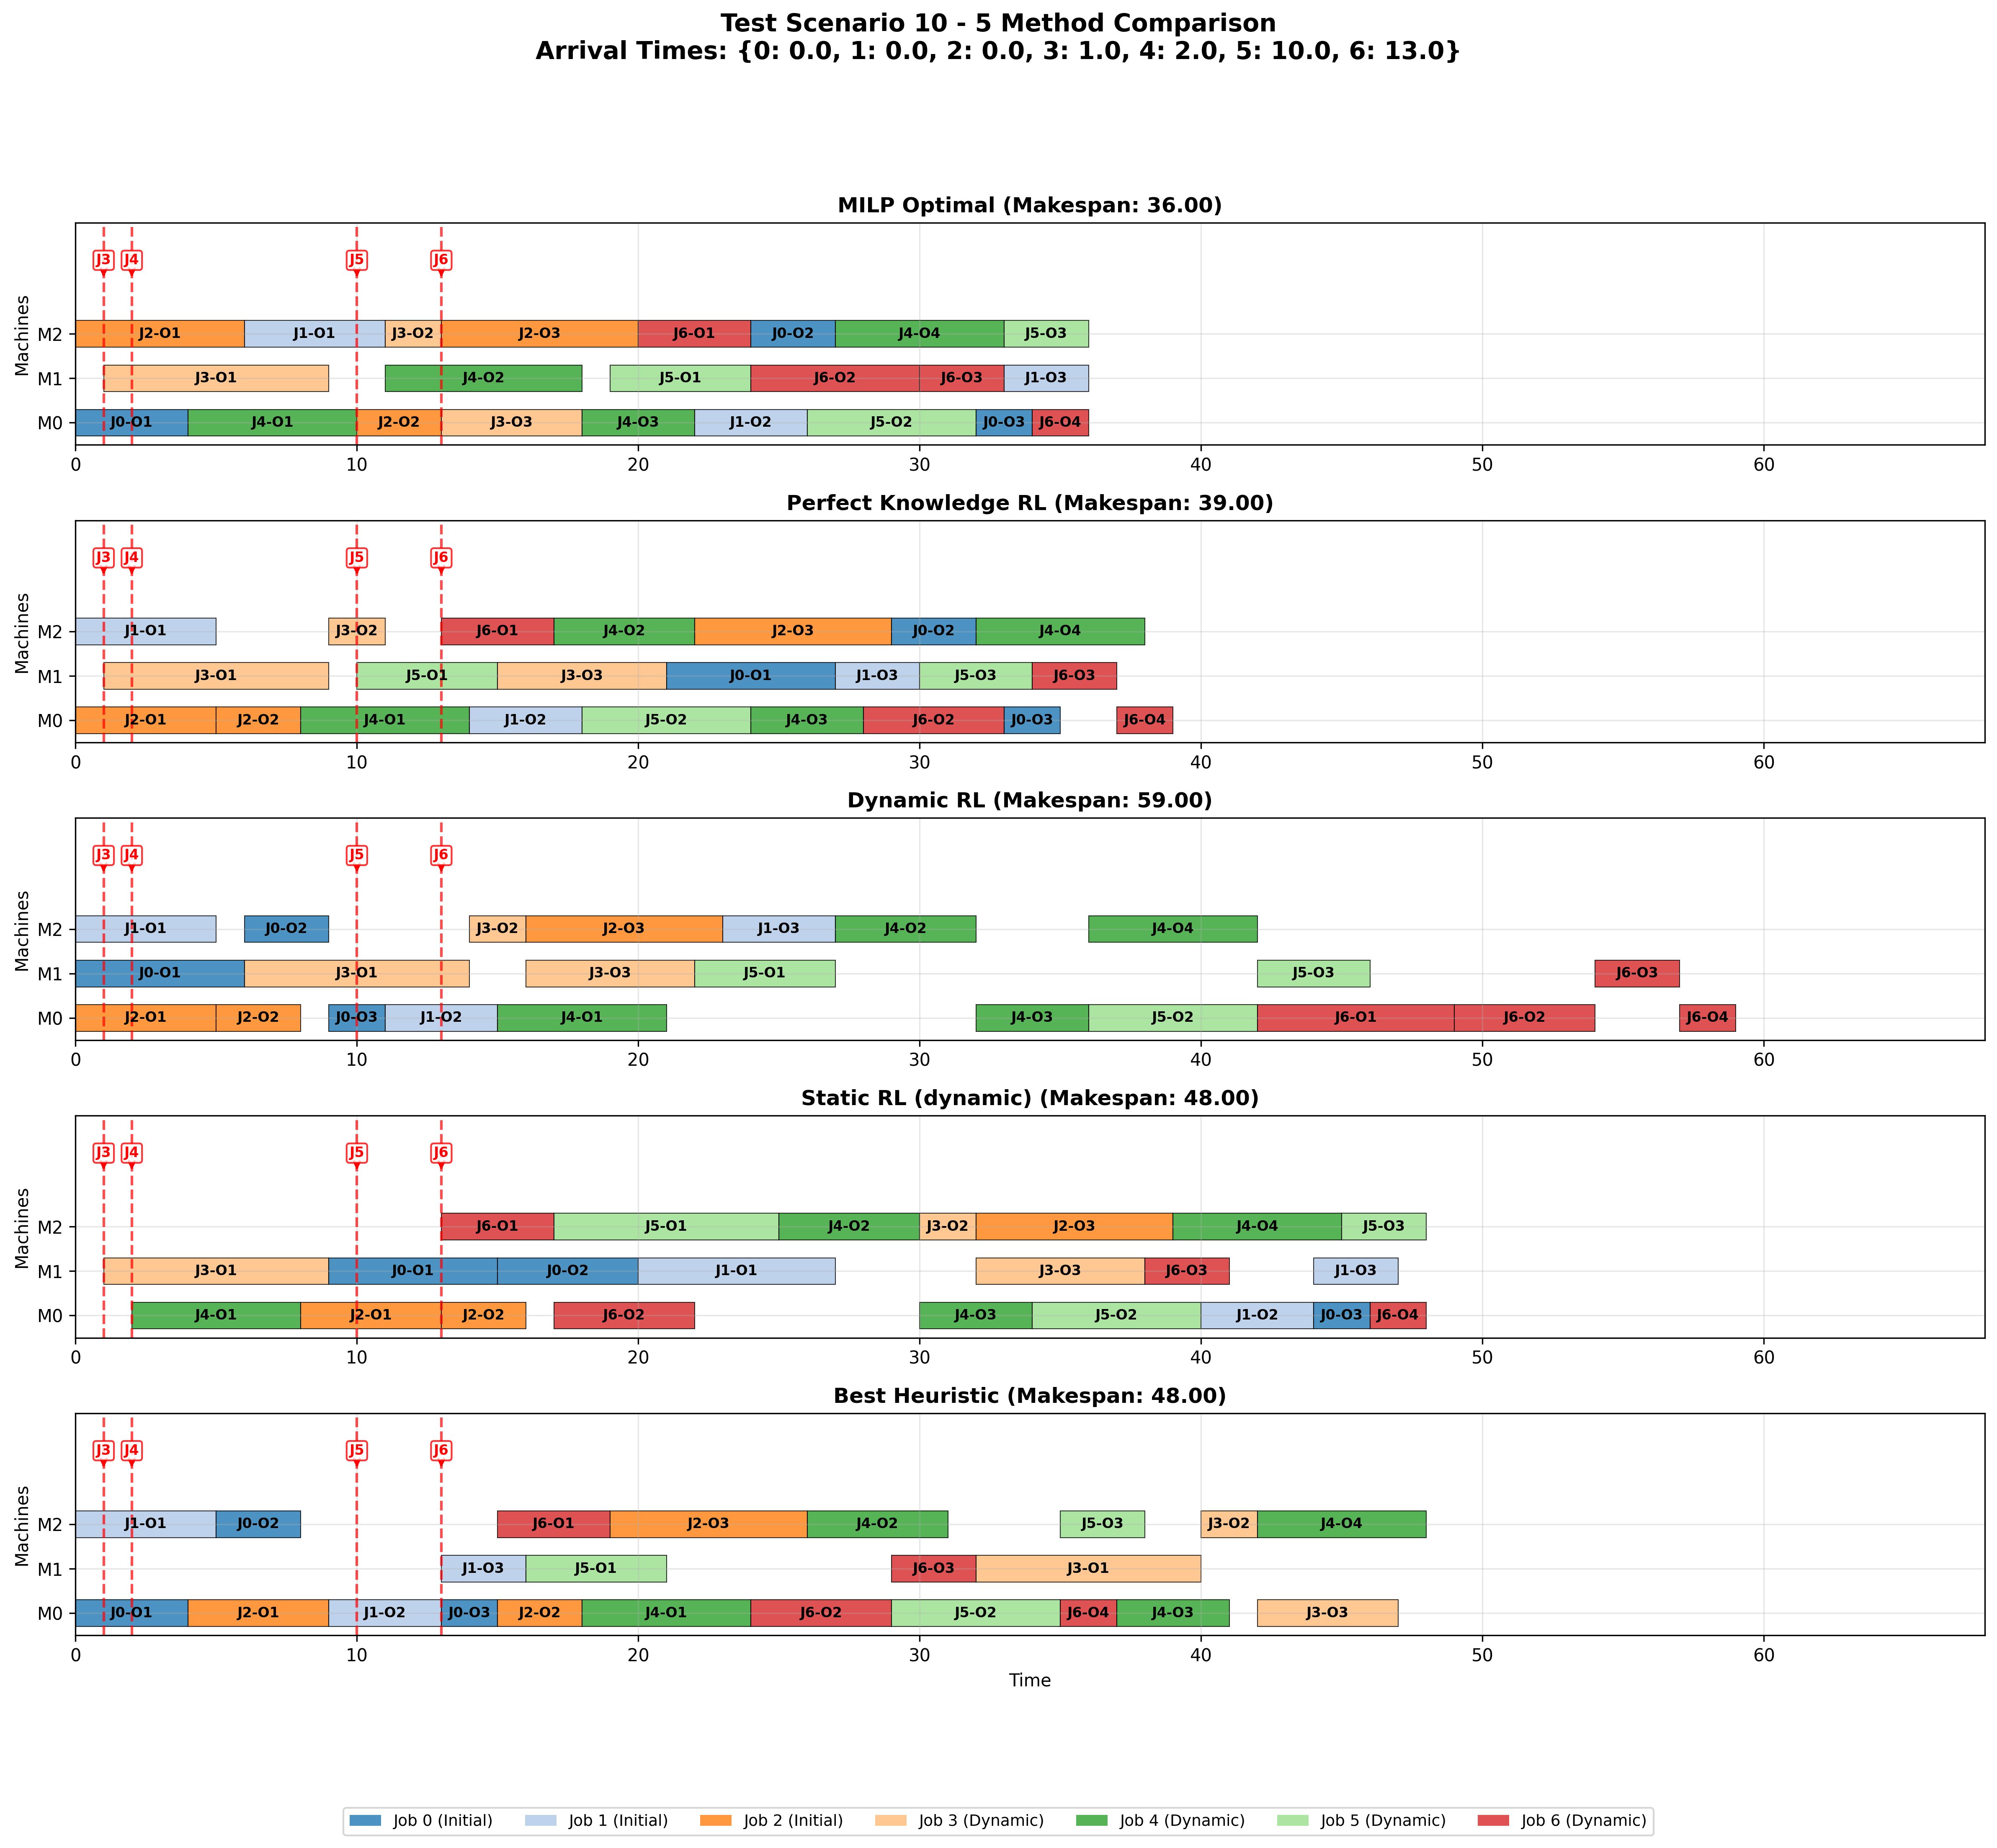 Test Scenario 10 - 5 Method Comparison
Arrival Times: {0: 0.0, 1: 0.0, 2: 0.0, 3: 1.0, 4: 2.0, 5: 10.0, 6: 13.0}
MILP Optimal (Makespan: 36.00)
J3 J4 J5 J6
Machines
M2 J2-O1 J1-O1 J3-O2 J2-O3 J6-O1 J0-O2 J4-O4 J5-O3
M1 J3-O1 J4-O2 J5-O1 J6-O2 J6-O3 J1-O3
M0 J0-O1 J4-O1 J2-O2 J3-O3 J4-O3 J1-O2 J5-O2 J0-O3 J6-O4
0 10 20 30 40 50 60
Perfect Knowledge RL (Makespan: 39.00)
J3 J4 J5 J6
Machines
M2 J1-O1 J3-O2 J6-O1 J4-O2 J2-O3 J0-O2 J4-O4
M1 J3-O1 J5-O1 J3-O3 J0-O1 J1-O3 J5-O3 J6-O3
M0 J2-O1 J2-O2 J4-O1 J1-O2 J5-O2 J4-O3 J6-O2 J0-O3 J6-O4
0 10 20 30 40 50 60
Dynamic RL (Makespan: 59.00)
J3 J4 J5 J6
Machines
M2 J1-O1 J0-O2 J3-O2 J2-O3 J1-O3 J4-O2 J4-O4
M1 J0-O1 J3-O1 J3-O3 J5-O1 J5-O3 J6-O3
M0 J2-O1 J2-O2 J0-O3 J1-O2 J4-O1 J4-O3 J5-O2 J6-O1 J6-O2 J6-O4
0 10 20 30 40 50 60
Static RL (dynamic) (Makespan: 48.00)
J3 J4 J5 J6
Machines
M2 J6-O1 J5-O1 J4-O2 J3-O2 J2-O3 J4-O4 J5-O3
M1 J3-O1 J0-O1 J0-O2 J1-O1 J3-O3 J6-O3 J1-O3
M0 J4-O1 J2-O1 J2-O2 J6-O2 J4-O3 J5-O2 J1-O2 J0-O3 J6-O4
0 10 20 30 40 50 60
Best Heuristic (Makespan: 48.00)
J3 J4 J5 J6
Machines
M2 J1-O1 J0-O2 J6-O1 J2-O3 J4-O2 J5-O3 J3-O2 J4-O4
M1 J1-O3 J5-O1 J6-O3 J3-O1
M0 J0-O1 J2-O1 J1-O2 J0-O3 J2-O2 J4-O1 J6-O2 J5-O2 J6-O4 J4-O3 J3-O3
0 10 20 30 40 50 60
Time
Job 0 (Initial) Job 1 (Initial) Job 2 (Initial) Job 3 (Dynamic) Job 4 (Dynamic) Job 5 (Dynamic) Job 6 (Dynamic)